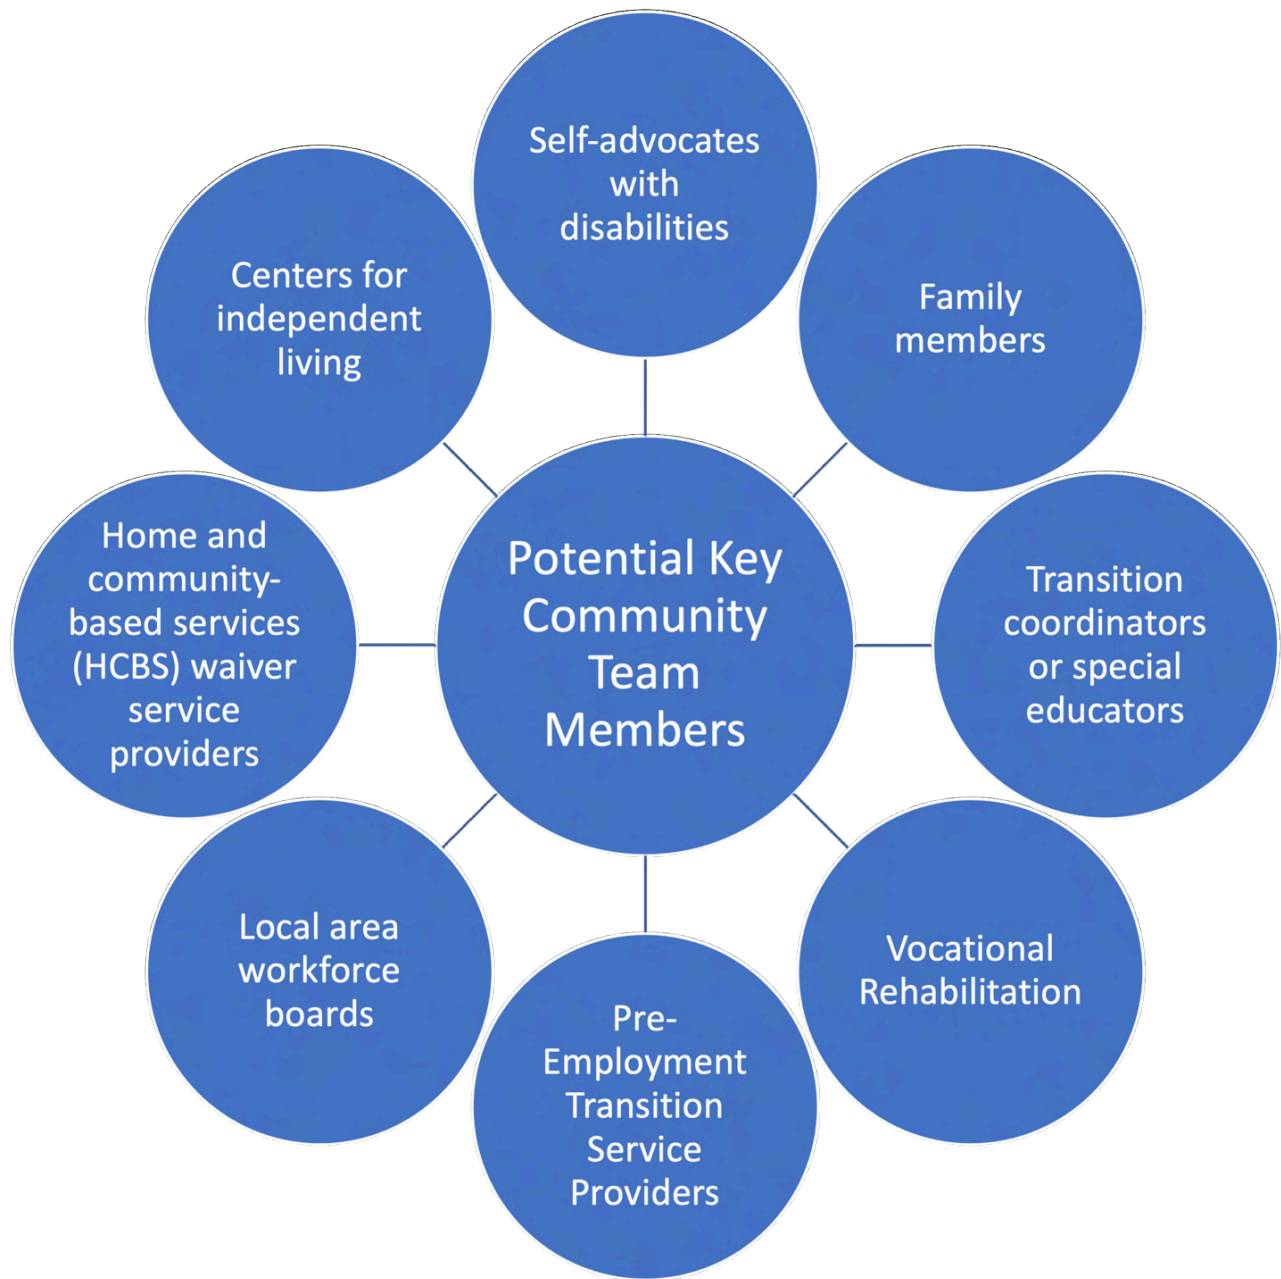 Self-advocates
with
disabilities
Family
members
Transition
coordinators
or special
educators
Vocational
Rehabilitation
Pre-
Employment
Transition
Service
Providers
Local area
workforce
boards
Home and
community-
based services
(HCBS) waiver
service
providers
Centers for
independent
living
Potential Key
Community
Team
Members